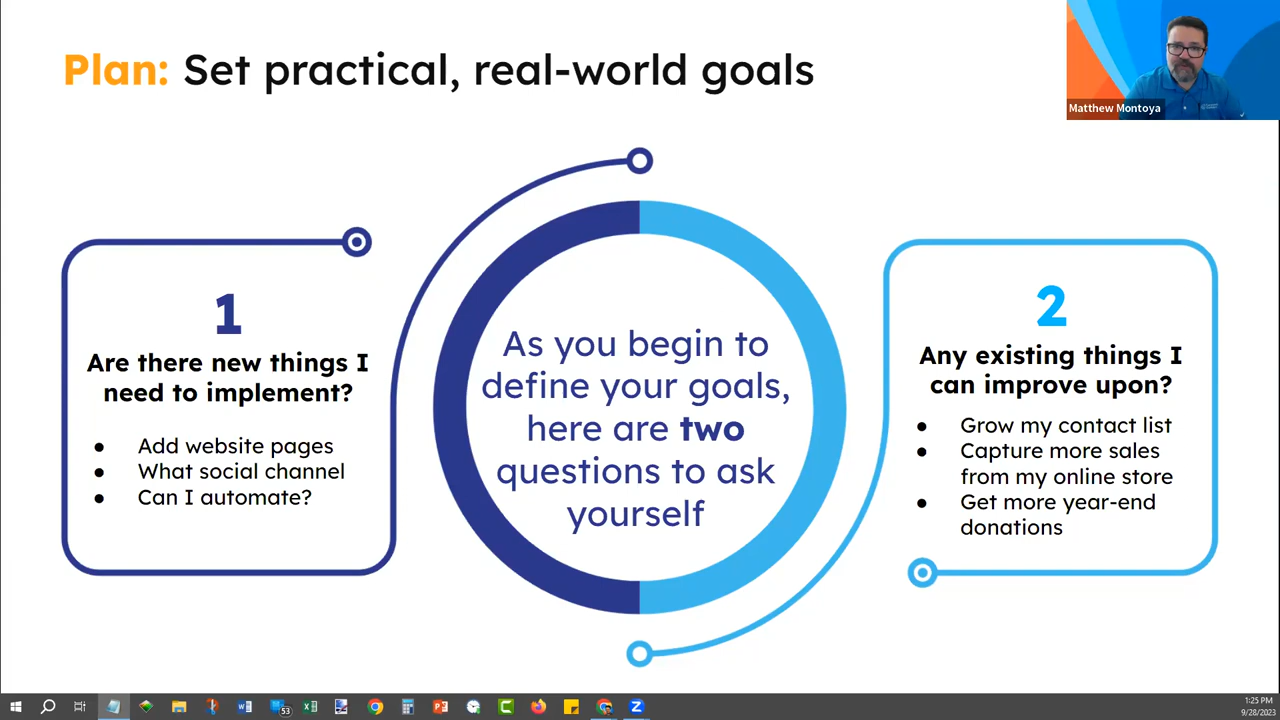 Plan: Set practical, real-world goals
Matthew Montoya
1
Are there new things I
need to implement?
● Add website pages
● What social channel
● Can I automate?
As you begin to
define your goals,
here are two
questions to ask
yourself
2
Any existing things I
can improve upon?
● Grow my contact list
● Capture more sales
from my online store
● Get more year-end
donations
53
1:25 PM
9/28/2023